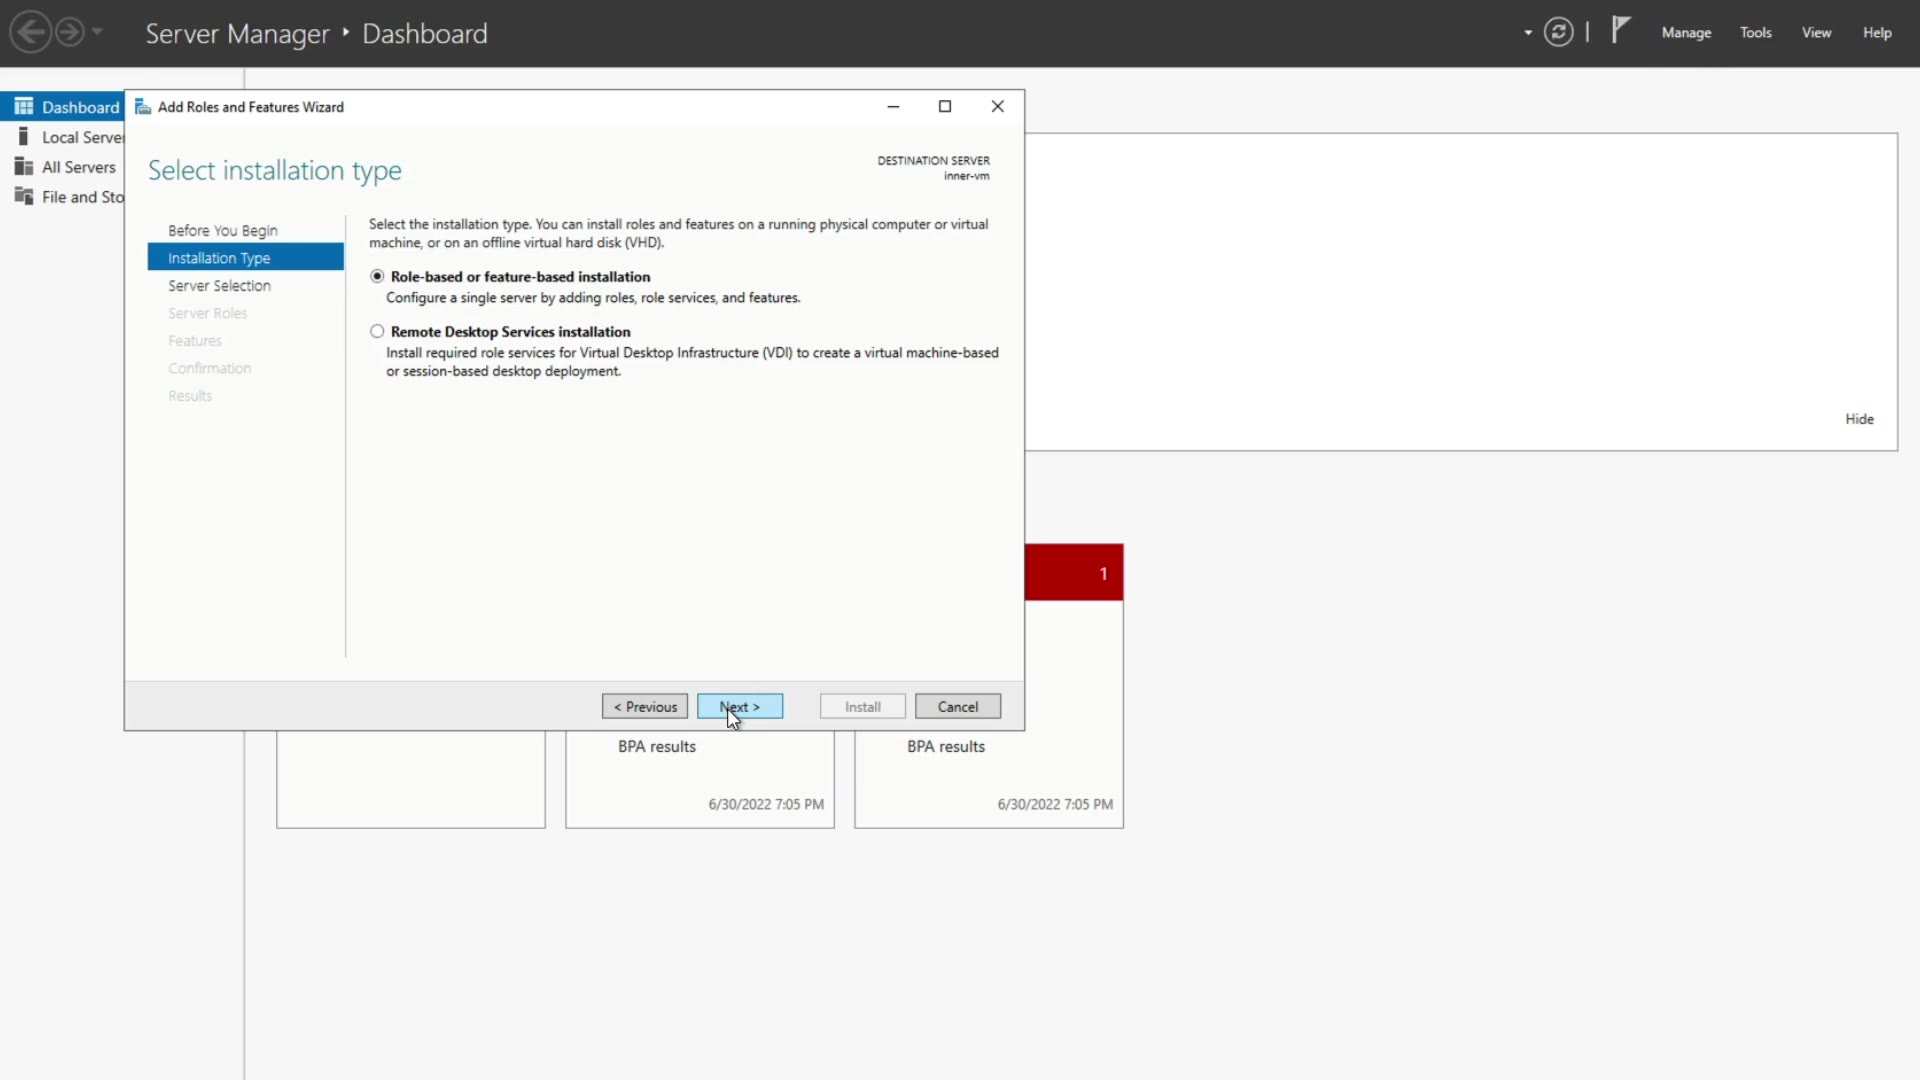 Server Manager ‣ Dashboard
Manage
Tools
View
Help
Dashboard
Local Server
All Servers
File and Sto
Add Roles and Features Wizard
Select installation type
DESTINATION SERVER
inner-vm
Before You Begin
Installation Type
Server Selection
Server Roles
Features
Confirmation
Results
Select the installation type. You can install roles and features on a running physical computer or virtual
machine, or on an offline virtual hard disk (VHD).
Role-based or feature-based installation
Configure a single server by adding roles, role services, and features.
Remote Desktop Services installation
Install required role services for Virtual Desktop Infrastructure (VDI) to create a virtual machine-based
or session-based desktop deployment.
< Previous
Next >
Install
Cancel
Hide
1
BPA results
6/30/2022 7:05 PM
BPA results
6/30/2022 7:05 PM